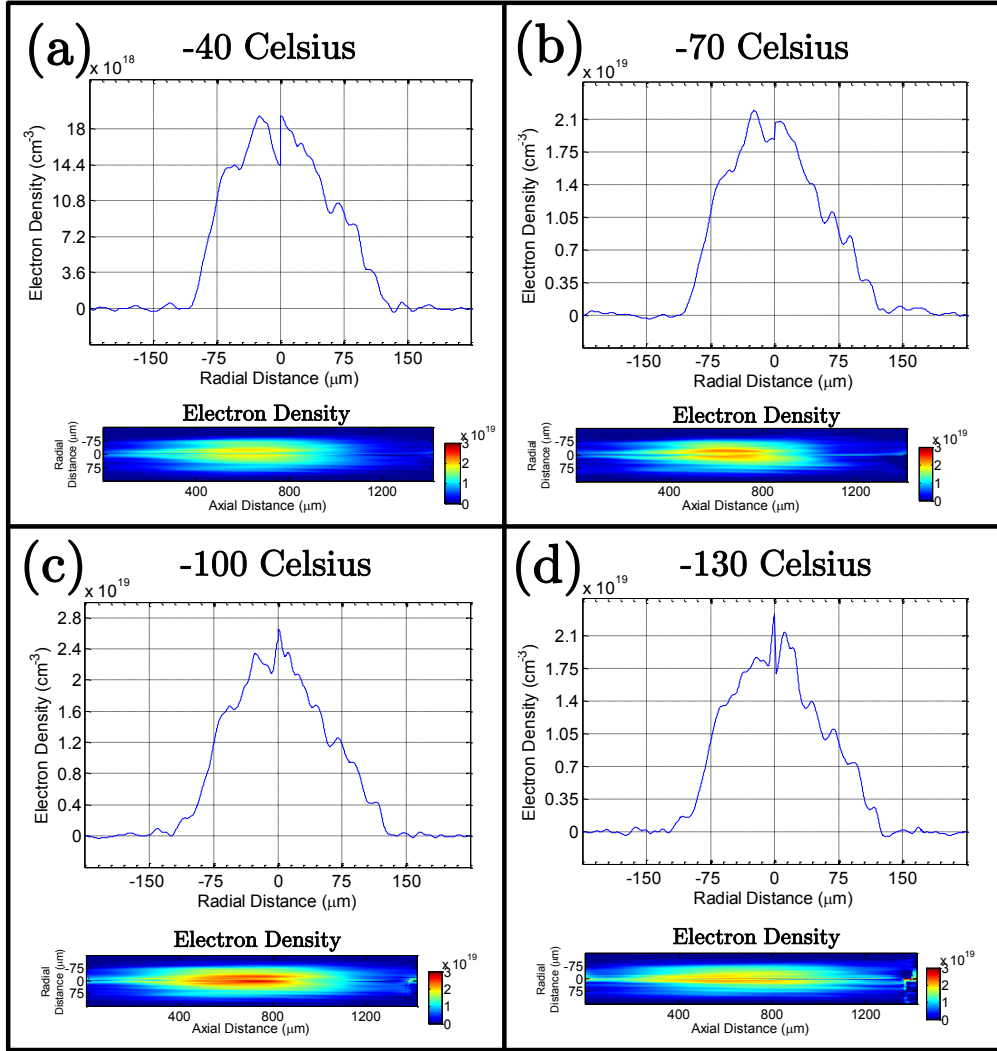 (a) -40 Celsius
x 10^18
18
14.4
10.8
7.2
3.6
0
Electron Density (cm^-3)
-150 -75 0 75 150
Radial Distance (μm)
Electron Density
Radial
Distance (μm)
-75
0
75
400 800 1200
Axial Distance (μm)
x 10^19
3
2
1
0
(b) -70 Celsius
x 10^19
2.1
1.75
1.4
1.05
0.7
0.35
0
Electron Density (cm^-3)
-150 -75 0 75 150
Radial Distance (μm)
Electron Density
Radial
Distance (μm)
-75
0
75
400 800 1200
Axial Distance (μm)
x 10^19
3
2
1
0
(c) -100 Celsius
x 10^19
2.8
2.4
2
1.6
1.2
0.8
0.4
0
Electron Density (cm^-3)
-150 -75 0 75 150
Radial Distance (μm)
Electron Density
Radial
Distance (μm)
-75
0
75
400 800 1200
Axial Distance (μm)
x 10^19
3
2
1
0
(d) -130 Celsius
x 10^19
2.1
1.75
1.4
1.05
0.7
0.35
0
Electron Density (cm^-3)
-150 -75 0 75 150
Radial Distance (μm)
Electron Density
Radial
Distance (μm)
-75
0
75
400 800 1200
Axial Distance (μm)
x 10^19
3
2
1
0